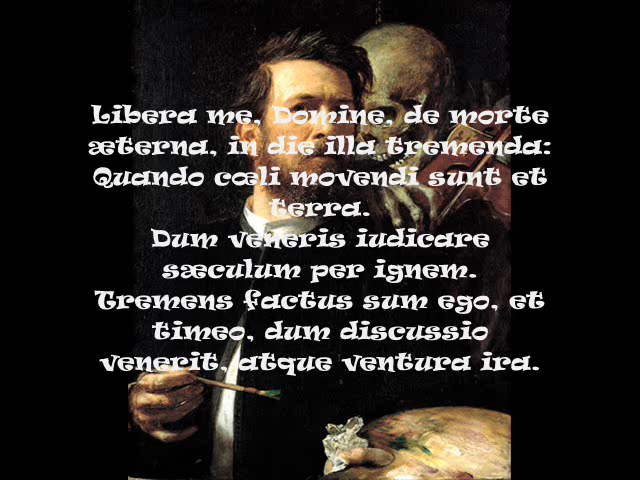 Libera me, Domine, de morte
æterna, in die illa tremenda:
Quando cœli movendi sunt et
terra.
Dum veneris iudicare
sæculum per ignem.
Tremens factus sum ego, et
timeo, dum discussio
venerit, atque ventura ira.